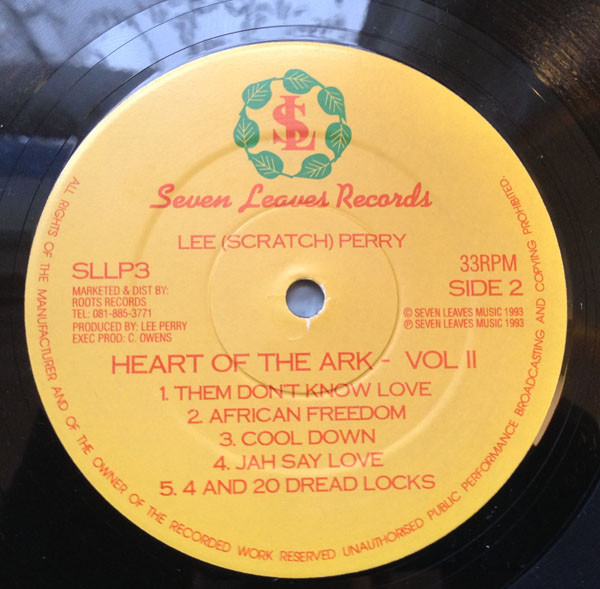 SL
Seven Leaves Records
LEE (SCRATCH) PERRY
SLLP3
MARKETED & DIST BY:
ROOTS RECORDS
TEL: 081-885-3771
PRODUCED BY: LEE PERRY
EXEC PROD: C. OWENS
33RPM
SIDE 2
© SEVEN LEAVES MUSIC 1993
℗ SEVEN LEAVES MUSIC 1993
HEART OF THE ARK - VOL II
1. THEM DON'T KNOW LOVE
2. AFRICAN FREEDOM
3. COOL DOWN
4. JAH SAY LOVE
5. 4 AND 20 DREAD LOCKS
ALL RIGHTS OF THE MANUFACTURER AND OF THE OWNER OF THE RECORDED WORK RESERVED UNAUTHORISED PUBLIC PERFORMANCE BROADCASTING AND COPYING PROHIBITED.